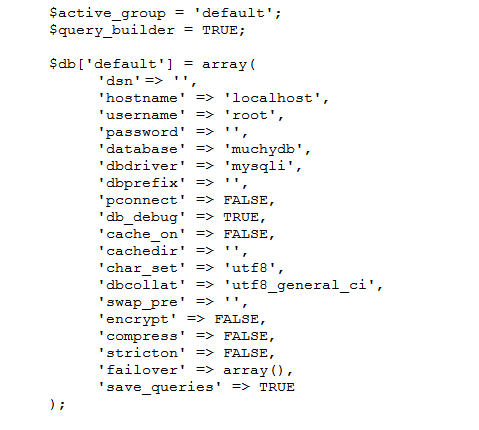 $active_group = 'default';
$query_builder = TRUE;
$db['default'] = array(
'dsn' => '',
'hostname' => 'localhost',
'username' => 'root',
'password' => '',
'database' => 'muchydb',
'dbdriver' => 'mysqli',
'dbprefix' => '',
'pconnect' => FALSE,
'db_debug' => TRUE,
'cache_on' => FALSE,
'cachedir' => '',
'char_set' => 'utf8',
'dbcollat' => 'utf8_general_ci',
'swap_pre' => '',
'encrypt' => FALSE,
'compress' => FALSE,
'stricton' => FALSE,
'failover' => array(),
'save_queries' => TRUE
);